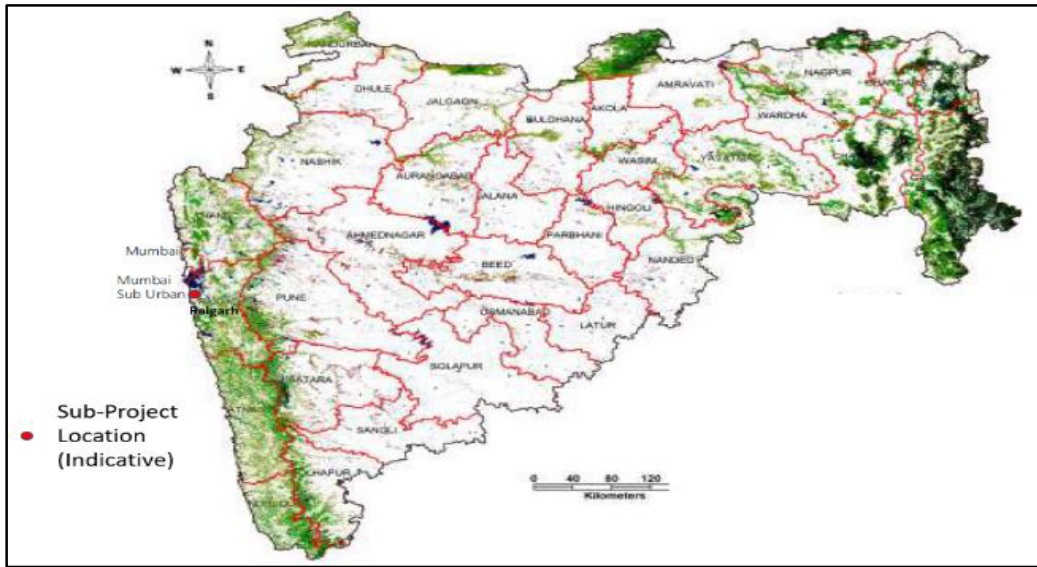 N
W E
S
DHULE
JALGAON
BULDHANA
AKOLA
AMRAVATI
NAGPUR
WARDHA
NASHIK
AURANGABAD
JALANA
WASIM
HINGOLI
PARBHANI
NANDED
AHMEDNAGAR
BEED
Mumbai
Mumbai
Sub Urban
Raigarh
PUNE
OSMANABAD
LATUR
SOLAPUR
SATARA
SANGLI
Sub-Project
Location
(Indicative)
0 40 80 120
Kilometers